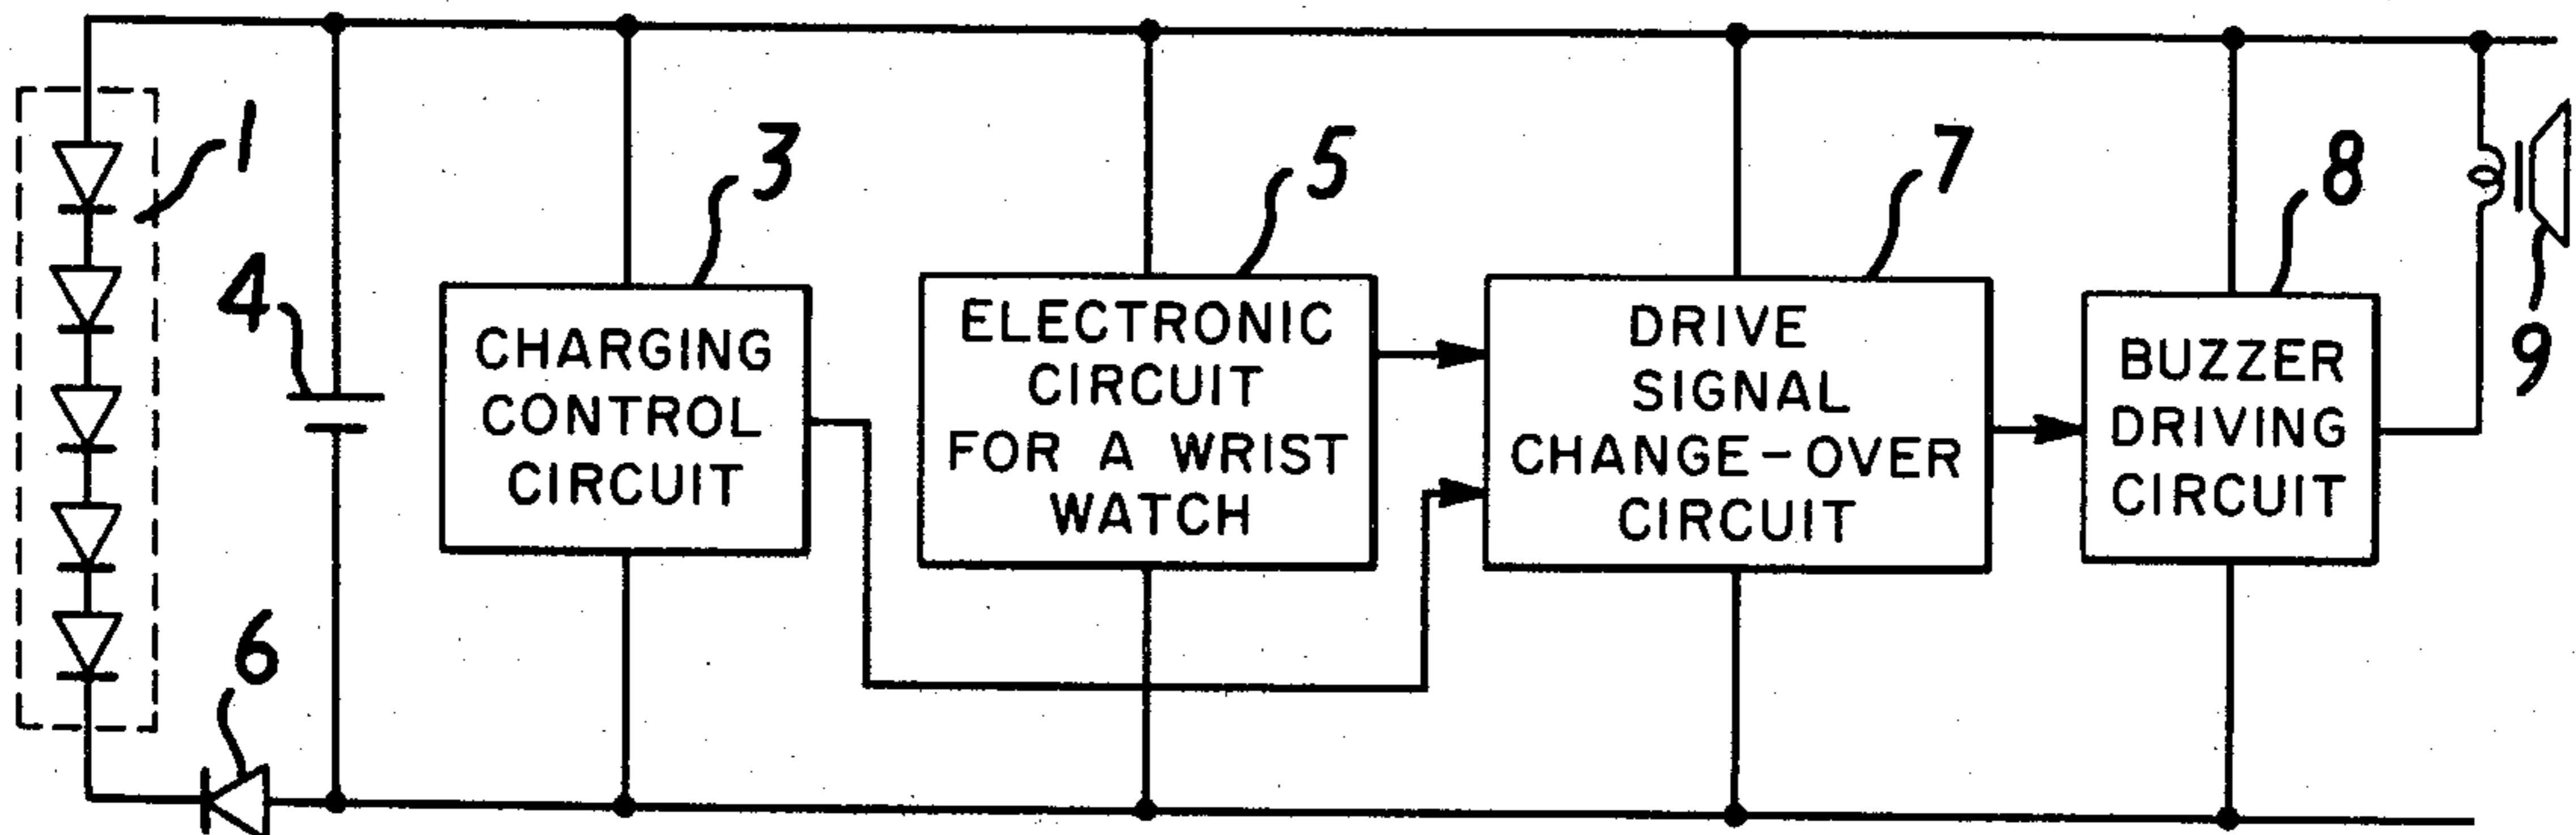 1
3
5
7
8
4
9
6
CHARGING
CONTROL
CIRCUIT
ELECTRONIC
CIRCUIT
FOR A WRIST
WATCH
DRIVE
SIGNAL
CHANGE-OVER
CIRCUIT
BUZZER
DRIVING
CIRCUIT